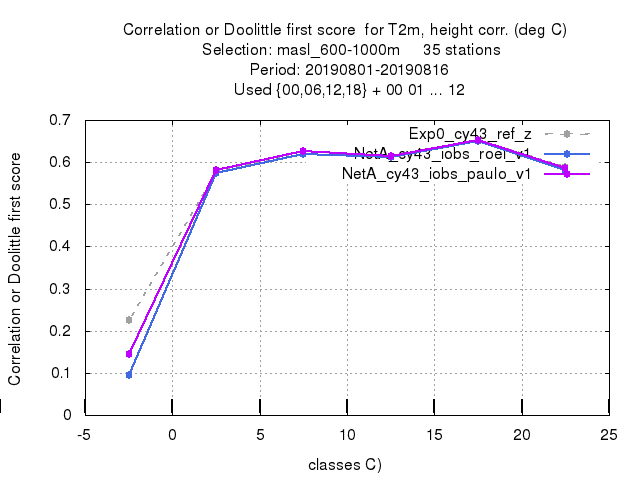 Correlation or Doolittle first score  for T2m, height corr. (deg C)
Selection: masl_600-1000m     35 stations
Period: 20190801-20190816
Used {00,06,12,18} + 00 01 ... 12
Correlation or Doolittle first score
0.7
0.6
0.5
0.4
0.3
0.2
0.1
0
Exp0_cy43_ref_z
NetA_cy43_iobs_roel_v1
NetA_cy43_iobs_paulo_v1
-5 0 5 10 15 20 25
classes C)